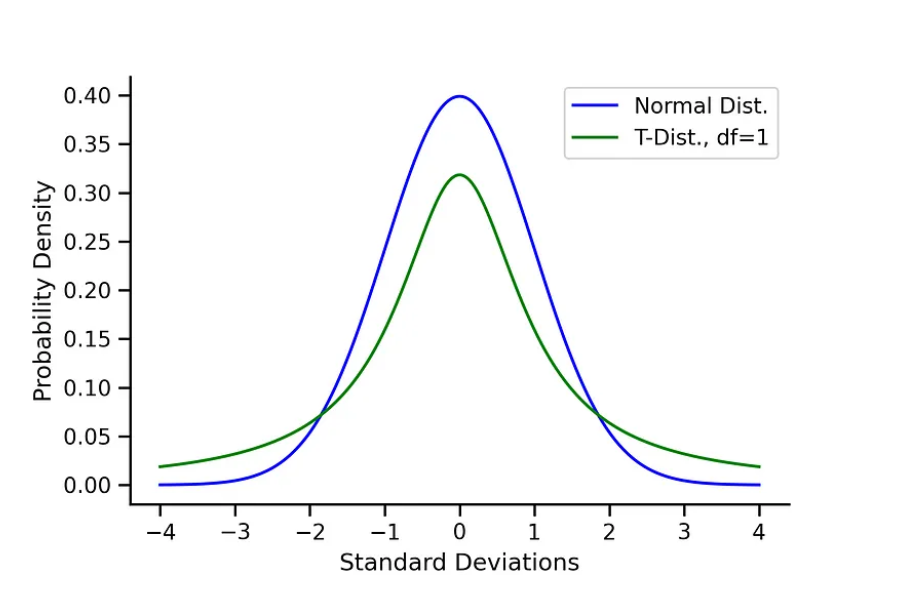 Normal Dist.
T-Dist., df=1
Probability Density
0.40
0.35
0.30
0.25
0.20
0.15
0.10
0.05
0.00
−4 −3 −2 −1 0 1 2 3 4
Standard Deviations